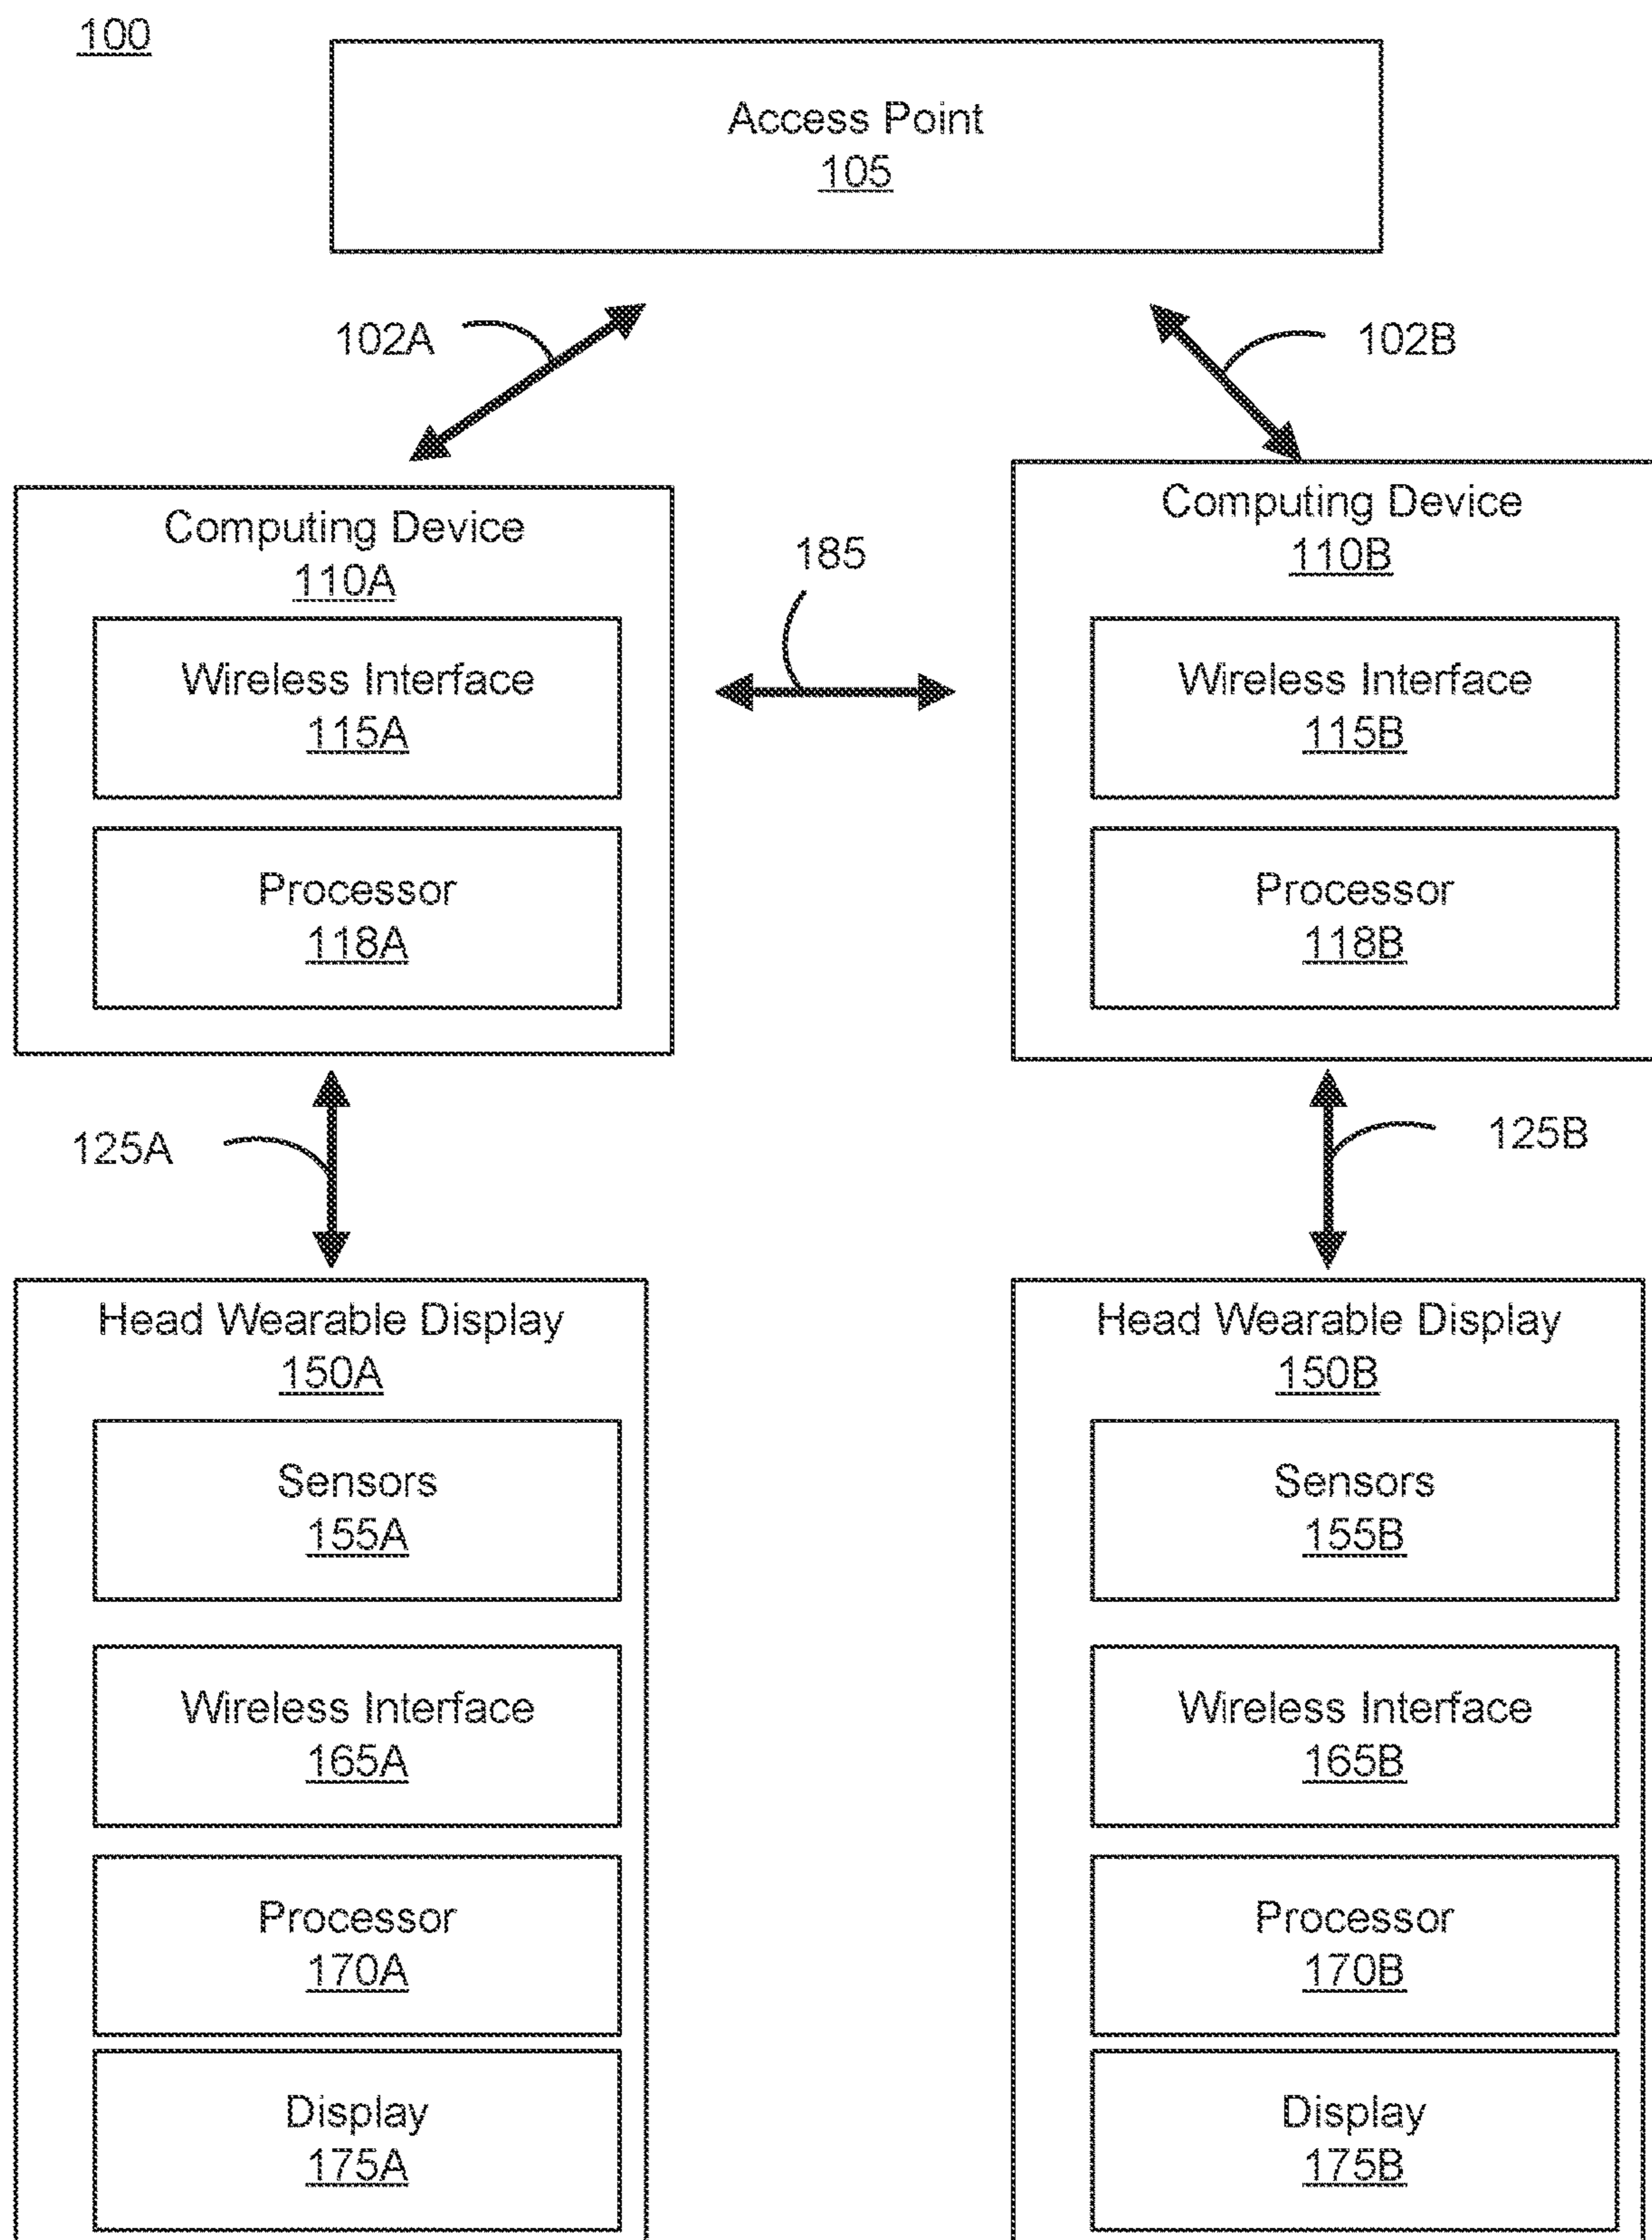 100
Access Point
105
102A
102B
Computing Device
110A
Wireless Interface
115A
Processor
118A
185
Computing Device
110B
Wireless Interface
115B
Processor
118B
125A
125B
Head Wearable Display
150A
Sensors
155A
Wireless Interface
165A
Processor
170A
Display
175A
Head Wearable Display
150B
Sensors
155B
Wireless Interface
165B
Processor
170B
Display
175B